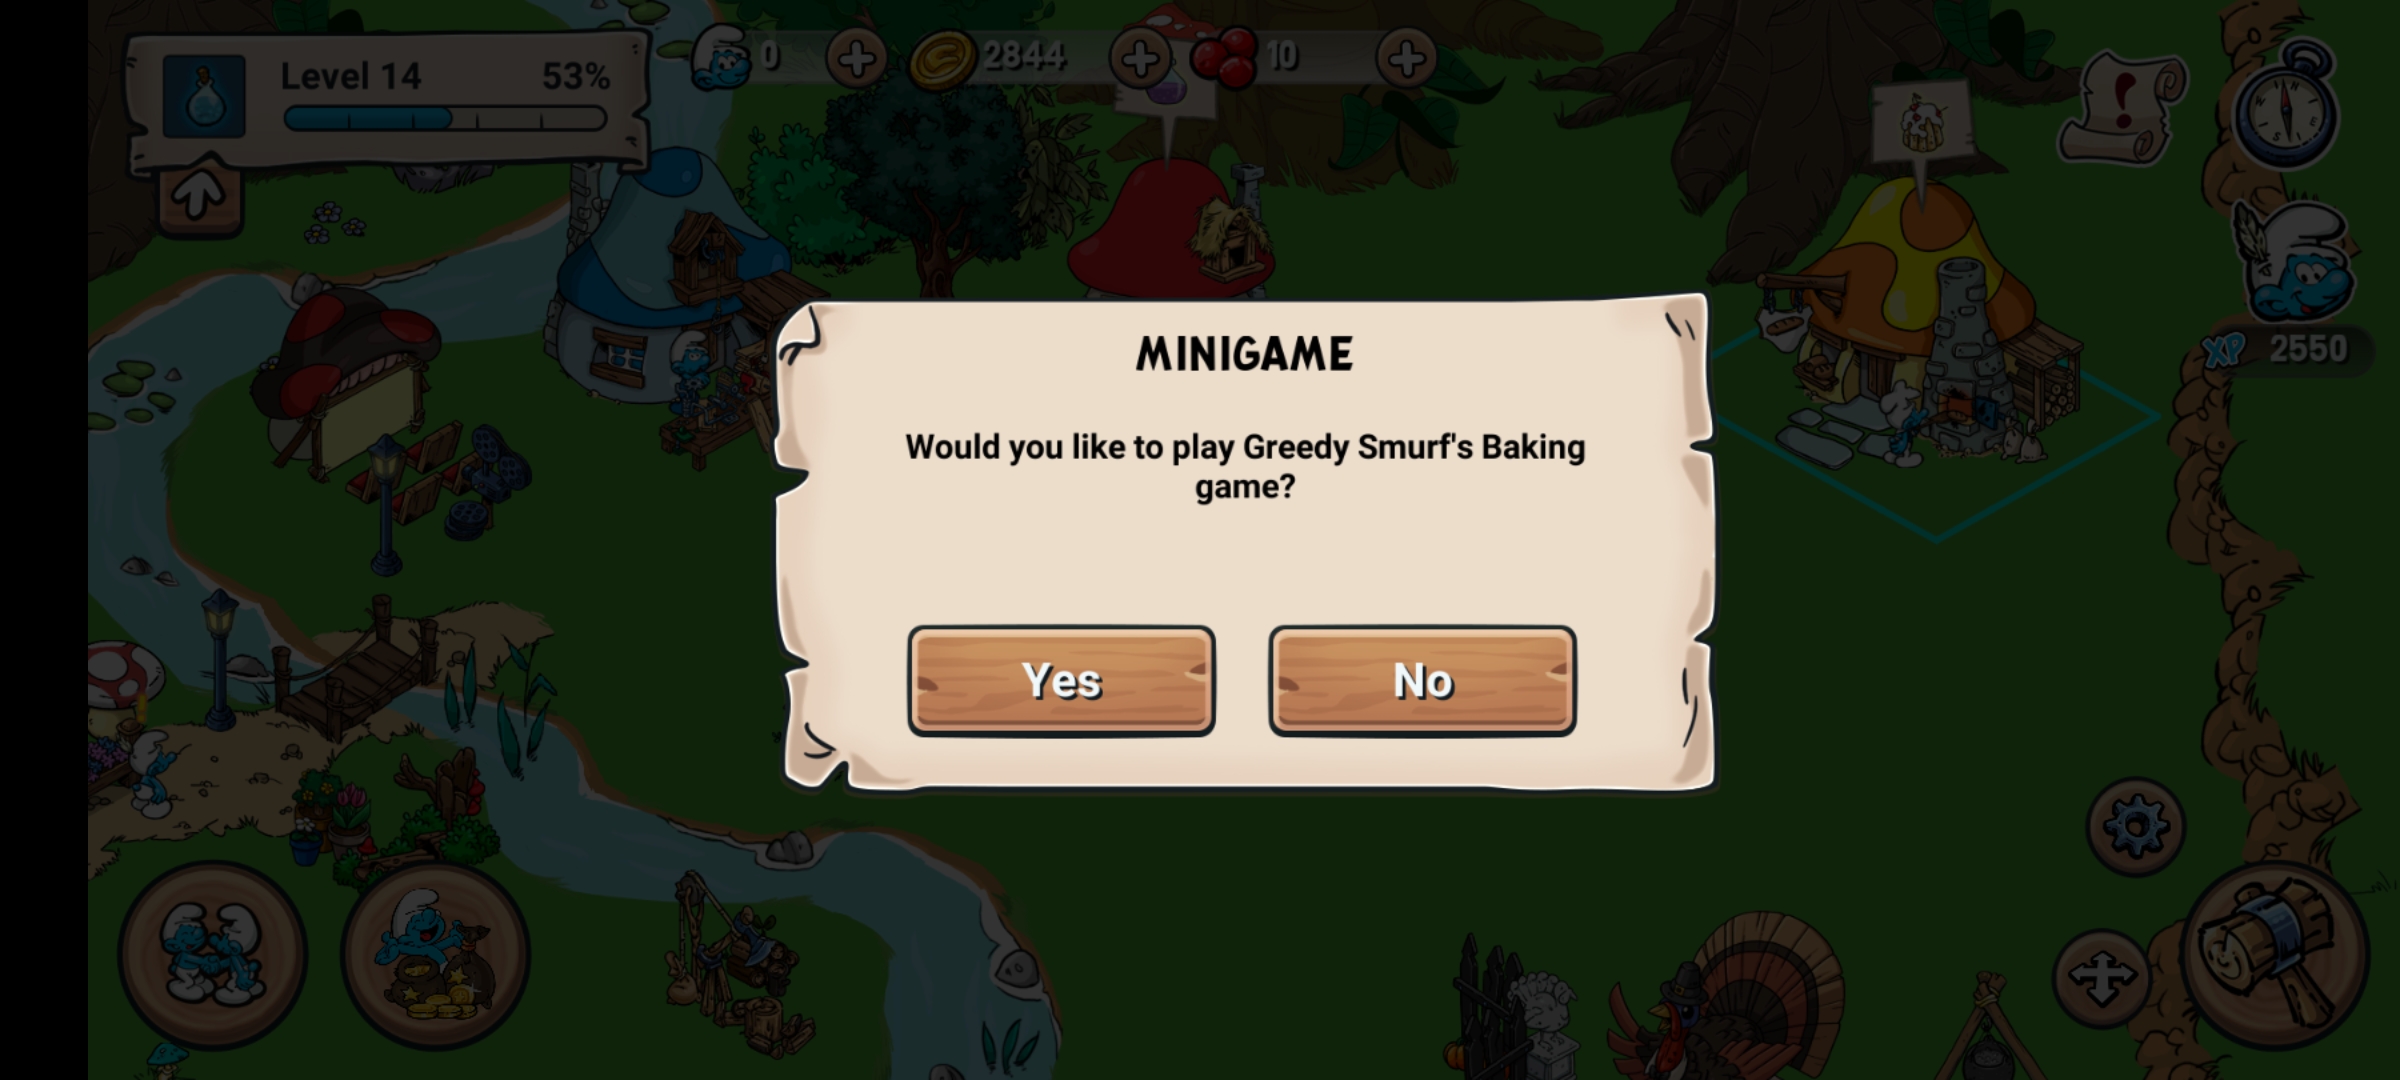 Level 14 53%
0
2844
10
XP 2550
MINIGAME
Would you like to play Greedy Smurf's Baking
game?
Yes
No